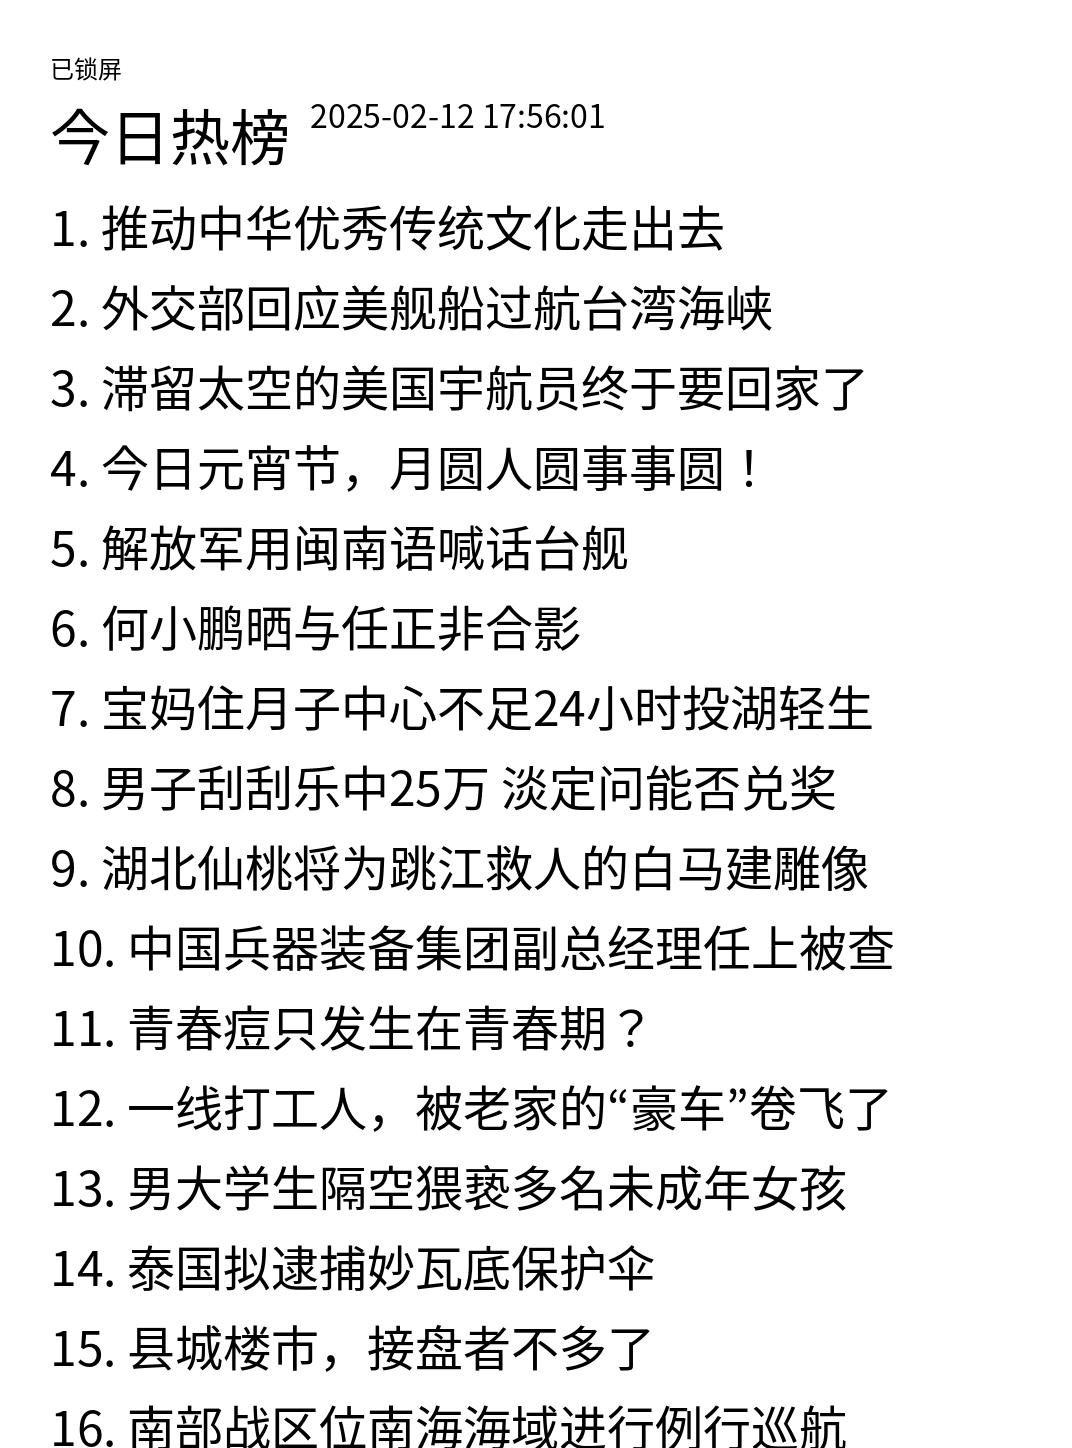 已锁屏
今日热榜 2025-02-12 17:56:01
1. 推动中华优秀传统文化走出去
2. 外交部回应美舰船过航台湾海峡
3. 滞留太空的美国宇航员终于要回家了
4. 今日元宵节，月圆人圆事事圆！
5. 解放军用闽南语喊话台舰
6. 何小鹏晒与任正非合影
7. 宝妈住月子中心不足24小时投湖轻生
8. 男子刮刮乐中25万 淡定问能否兑奖
9. 湖北仙桃将为跳江救人的白马建雕像
10. 中国兵器装备集团副总经理任上被查
11. 青春痘只发生在青春期？
12. 一线打工人，被老家的“豪车”卷飞了
13. 男大学生隔空猥亵多名未成年女孩
14. 泰国拟逮捕妙瓦底保护伞
15. 县城楼市，接盘者不多了
16. 南部战区位南海海域进行例行巡航